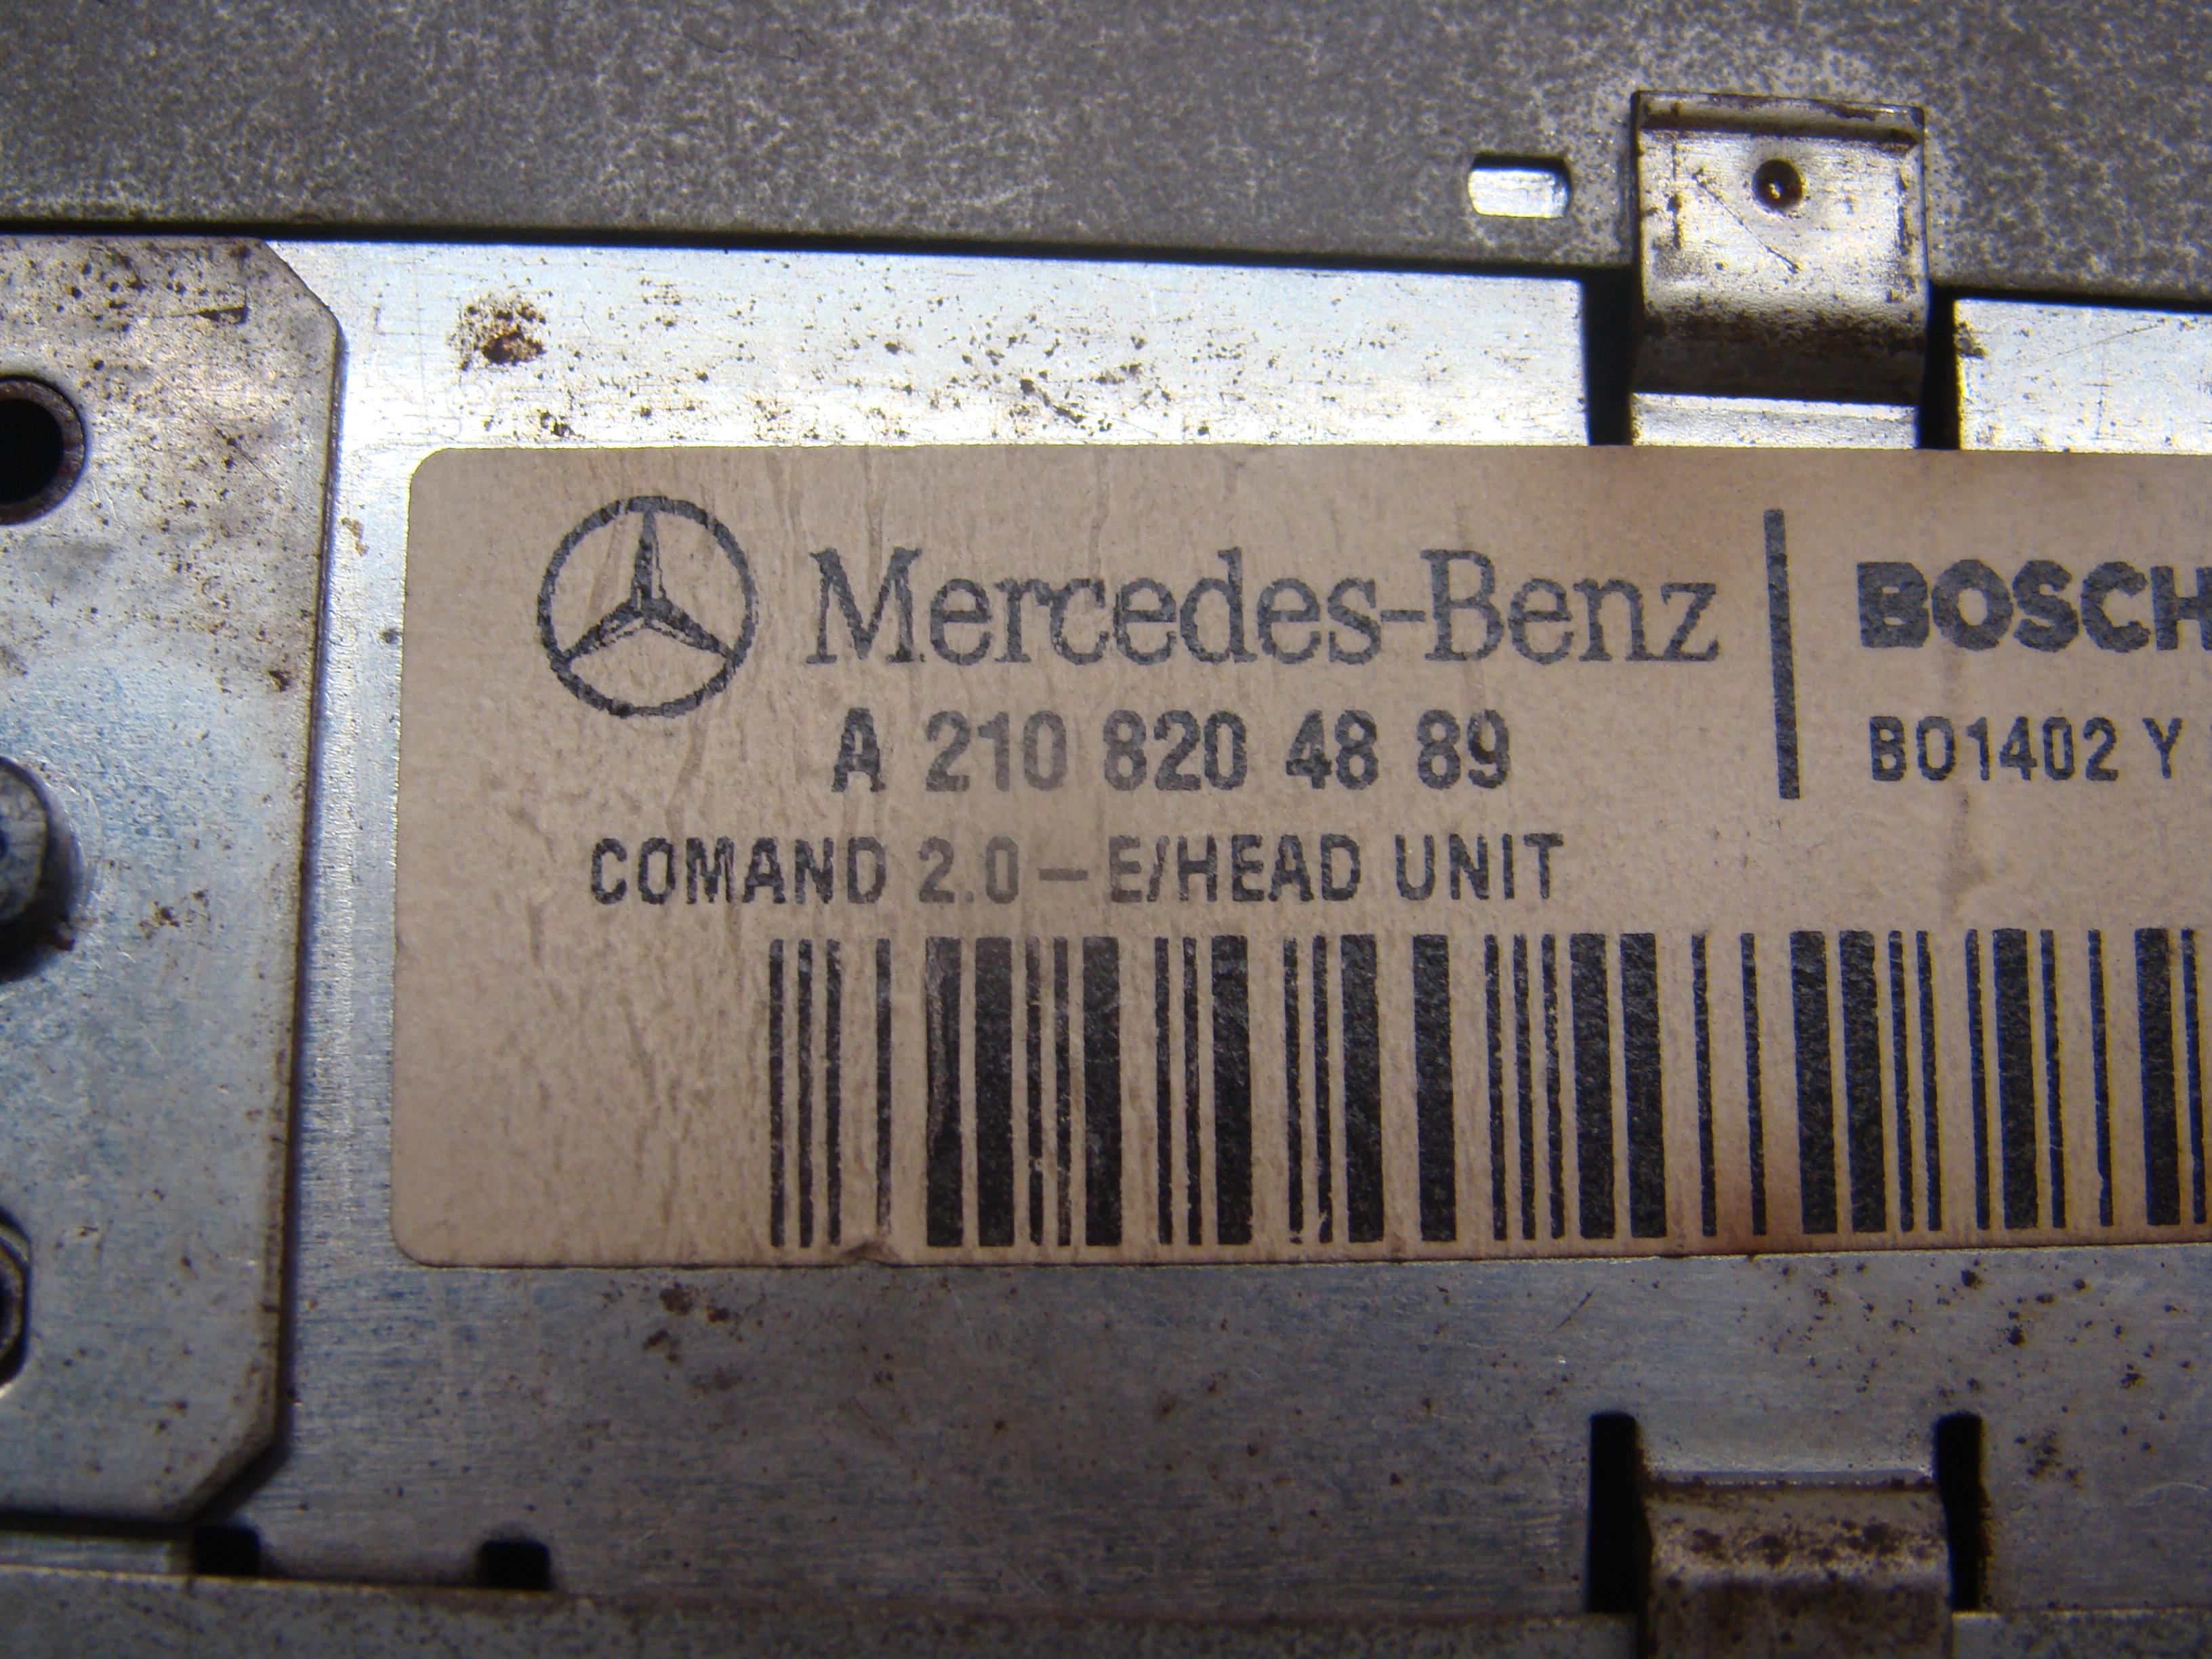 Mercedes-Benz
A 210 820 48 89
COMAND 2.0 – E/HEAD UNIT
BOSCH
BO1402 Y